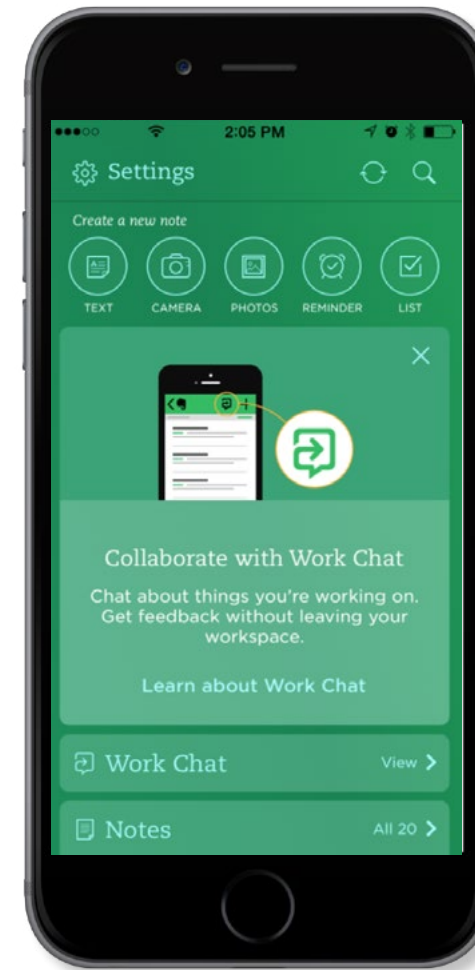 2:05 PM
Settings
Create a new note
TEXT CAMERA PHOTOS REMINDER LIST
Collaborate with Work Chat
Chat about things you're working on.
Get feedback without leaving your
workspace.
Learn about Work Chat
Work Chat View
Notes All 20